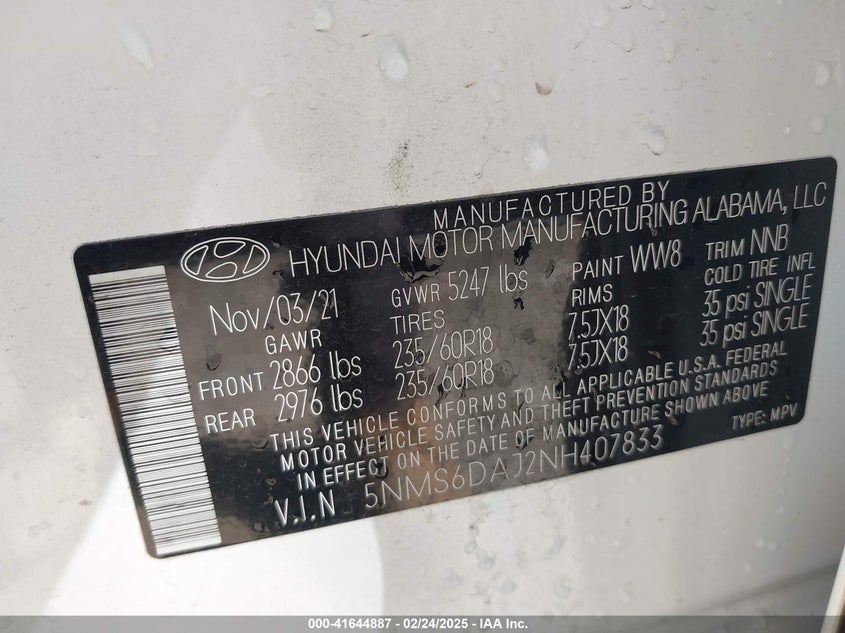 MANUFACTURED BY
HYUNDAI MOTOR MANUFACTURING ALABAMA, LLC
Nov/03/21 GVWR 5247 lbs PAINT WW8 TRIM NNB
GAWR TIRES RIMS COLD TIRE INFL
FRONT 2866 lbs 235/60R18 7.5JX18 35 psi SINGLE
REAR 2976 lbs 235/60R18 7.5JX18 35 psi SINGLE
THIS VEHICLE CONFORMS TO ALL APPLICABLE U.S.A. FEDERAL
MOTOR VEHICLE SAFETY AND THEFT PREVENTION STANDARDS
IN EFFECT ON THE DATE OF MANUFACTURE SHOWN ABOVE
V.I.N 5NMS6DAJ2NH407833 TYPE: MPV
000-41644887 - 02/24/2025 - IAA Inc.